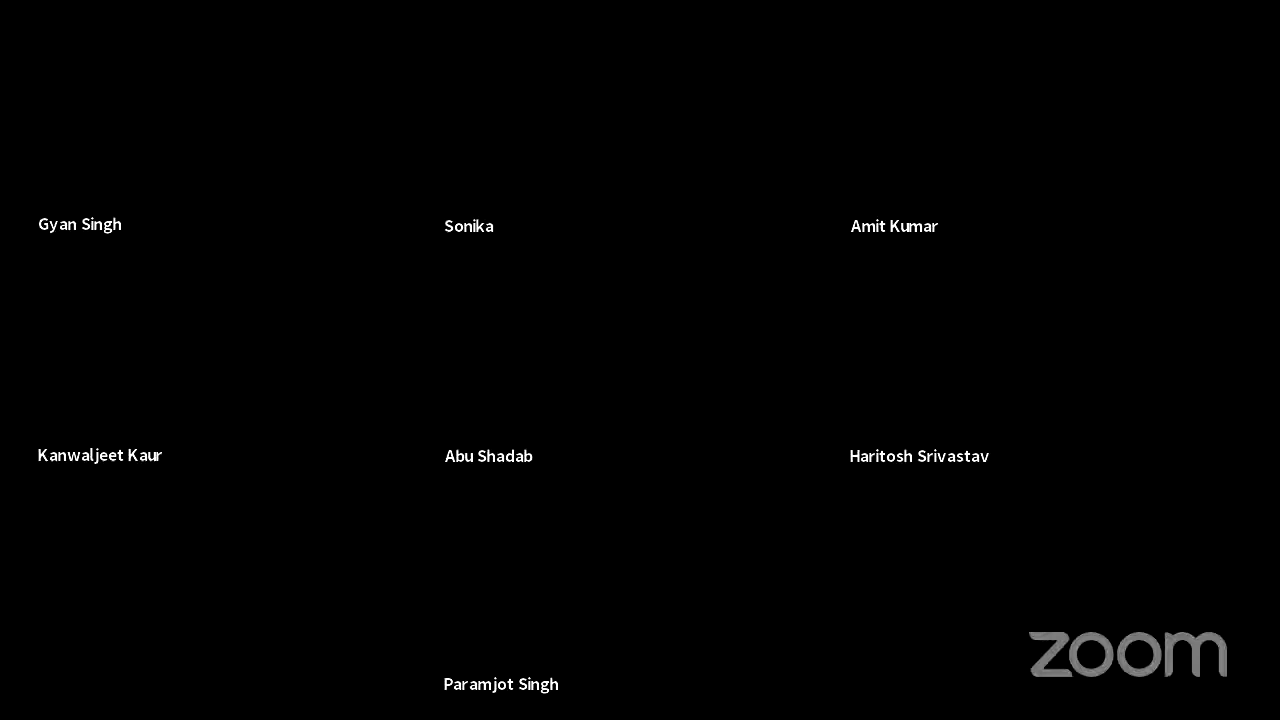 Gyan Singh
Sonika
Amit Kumar
Kanwaljeet Kaur
Abu Shadab
Haritosh Srivastav
Paramjot Singh
zoom